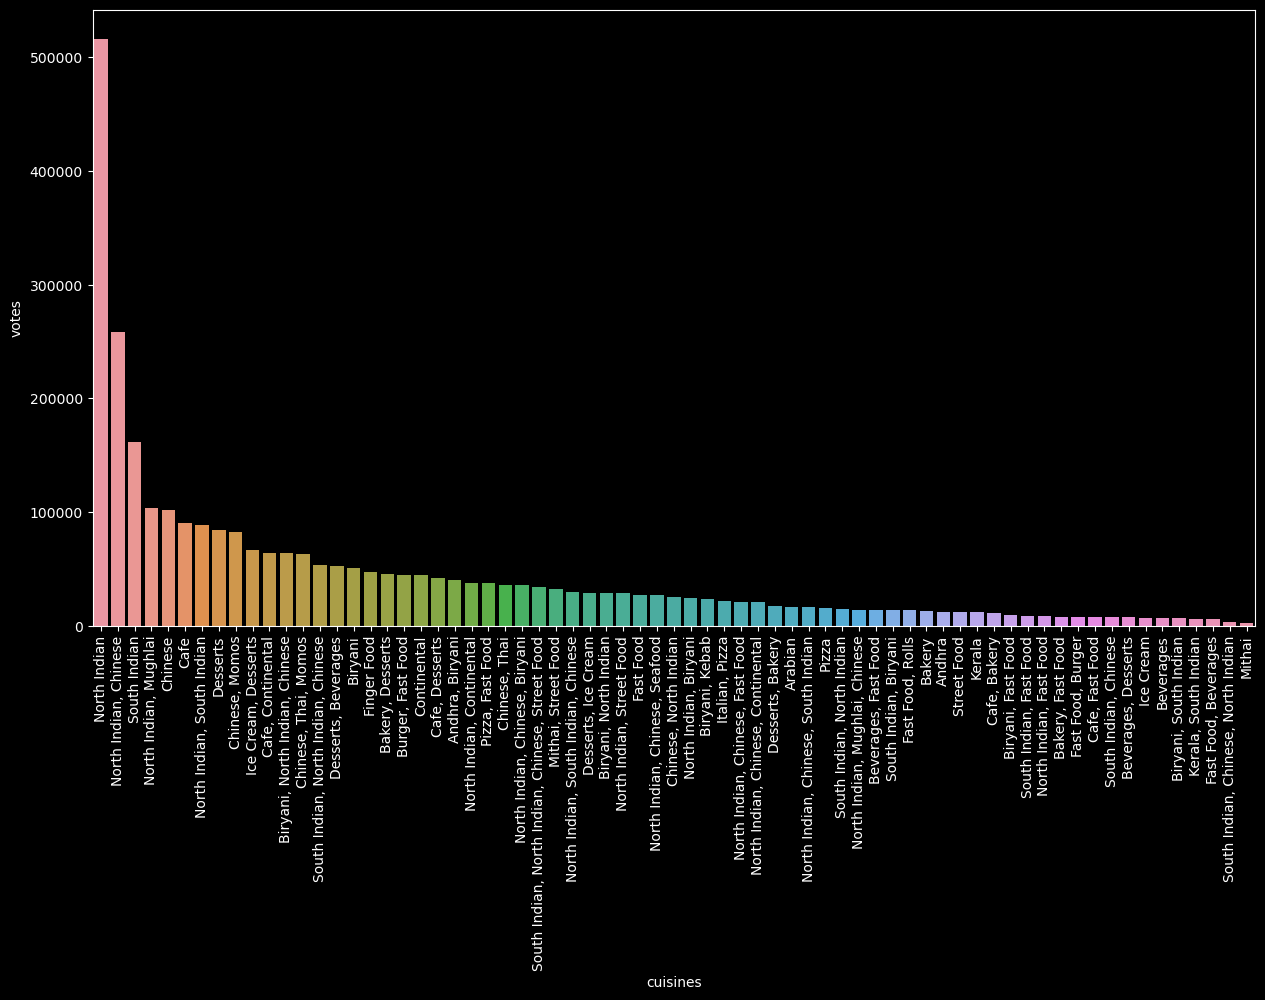 500000
400000
300000
200000
100000
0
votes
North Indian
North Indian, Chinese
South Indian
North Indian, Mughlai
Chinese
Cafe
North Indian, South Indian
Desserts
Chinese, Momos
Ice Cream, Desserts
Cafe, Continental
Biryani, North Indian, Chinese
Chinese, Thai, Momos
South Indian, North Indian, Chinese
Desserts, Beverages
Biryani
Finger Food
Bakery, Desserts
Burger, Fast Food
Continental
Cafe, Desserts
Andhra, Biryani
North Indian, Continental
Pizza, Fast Food
Chinese, Thai
North Indian, Chinese, Biryani
South Indian, North Indian, Chinese, Street Food
Mithai, Street Food
North Indian, South Indian, Chinese
Desserts, Ice Cream
Biryani, North Indian
North Indian, Street Food
Fast Food
North Indian, Chinese, Seafood
Chinese, North Indian
North Indian, Biryani
Biryani, Kebab
Italian, Pizza
North Indian, Chinese, Fast Food
North Indian, Chinese, Continental
Desserts, Bakery
Arabian
North Indian, Chinese, South Indian
Pizza
South Indian, North Indian
North Indian, Mughlai, Chinese
Beverages, Fast Food
South Indian, Biryani
Fast Food, Rolls
Bakery
Andhra
Street Food
Kerala
Cafe, Bakery
Biryani, Fast Food
South Indian, Fast Food
North Indian, Fast Food
Bakery, Fast Food
Fast Food, Burger
Cafe, Fast Food
South Indian, Chinese
Beverages, Desserts
Ice Cream
Beverages
Biryani, South Indian
Kerala, South Indian
Fast Food, Beverages
South Indian, Chinese, North Indian
Mithai
cuisines